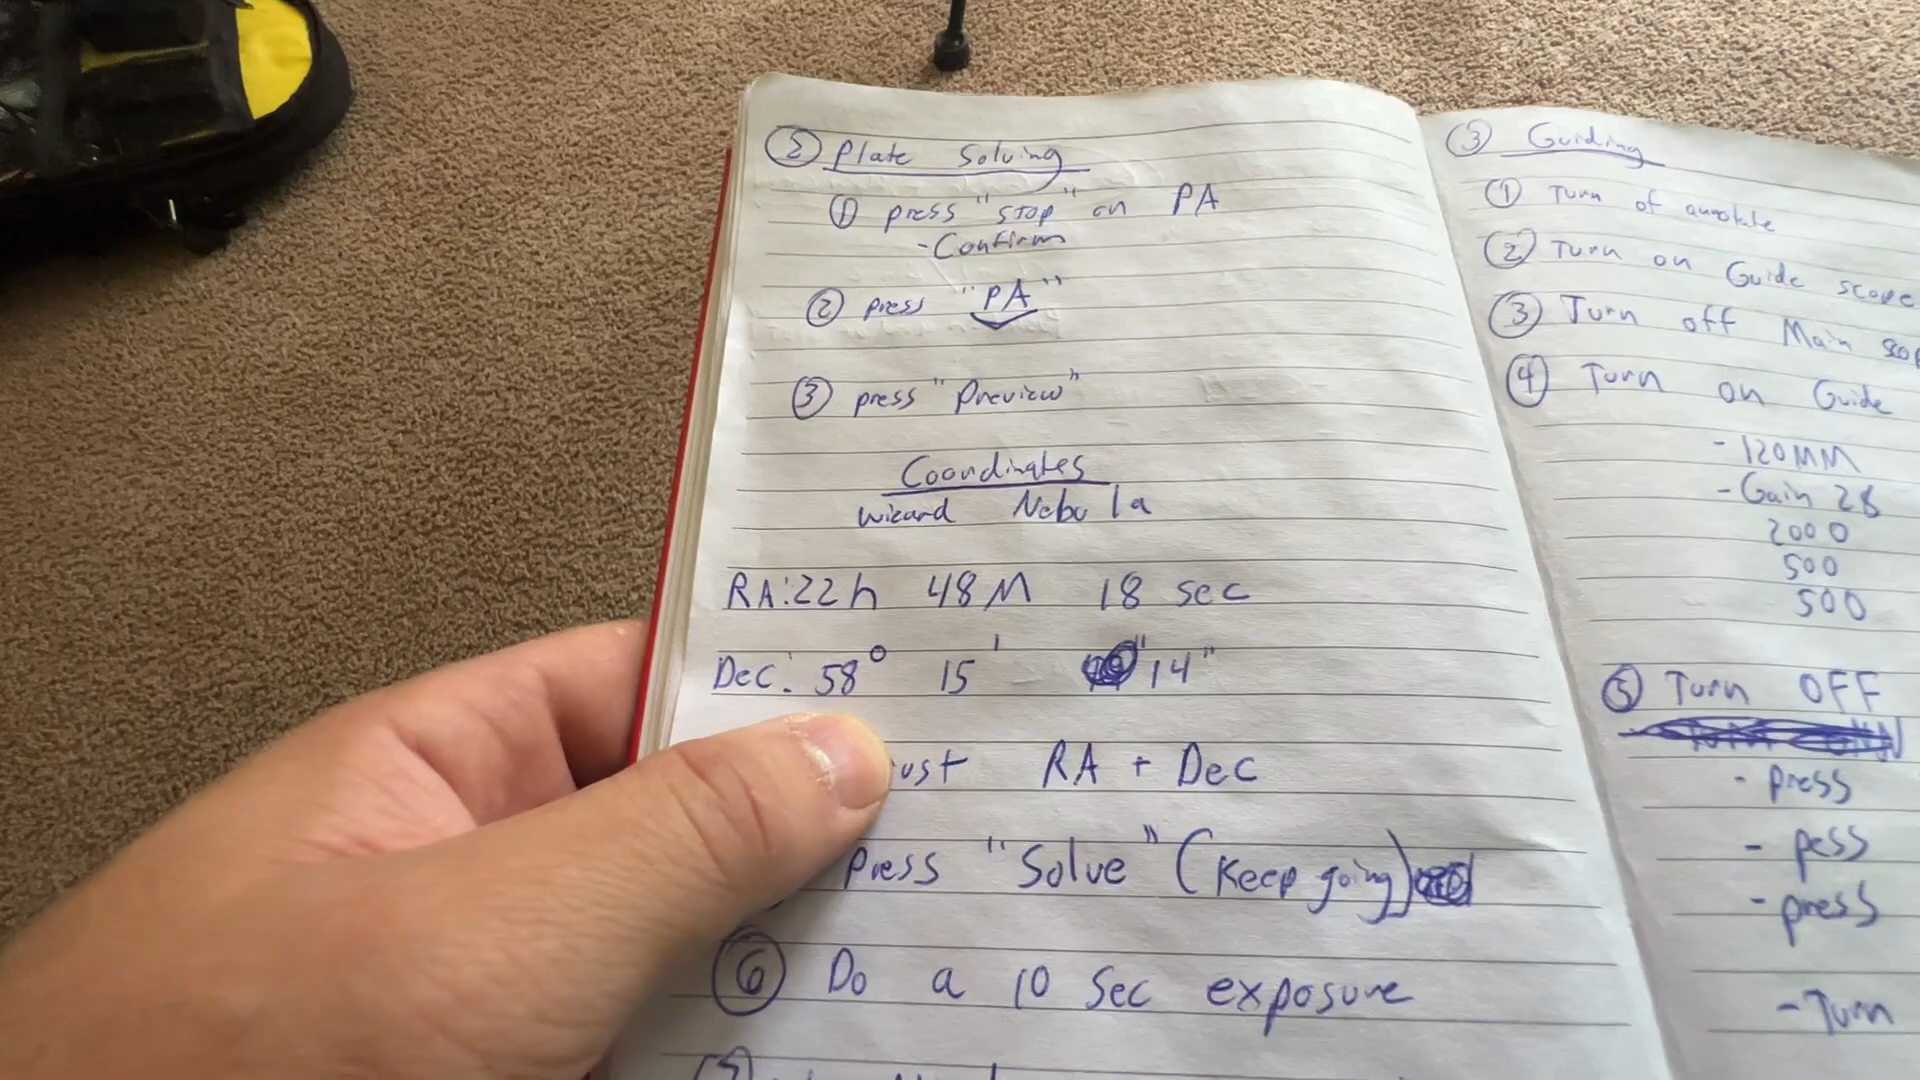 ② Plate Solving
① press "stop" on PA
- Confirm
② press "PA"
③ press "Preview"
Coordinates
Wizard Nebula
RA: 22h 48M 18 sec
Dec: 58° 15' 14"
RA + Dec
Press "Solve" (Keep going)
⑥ Do a 10 Sec exposure
③ Guiding
① Turn of annotate
② Turn on Guide scope
③ Turn off Main
④ Turn on Guide
- 120MM
- Gain 28
2000
500
500
⑤ Turn OFF
- press
- pess
- press
- Turn